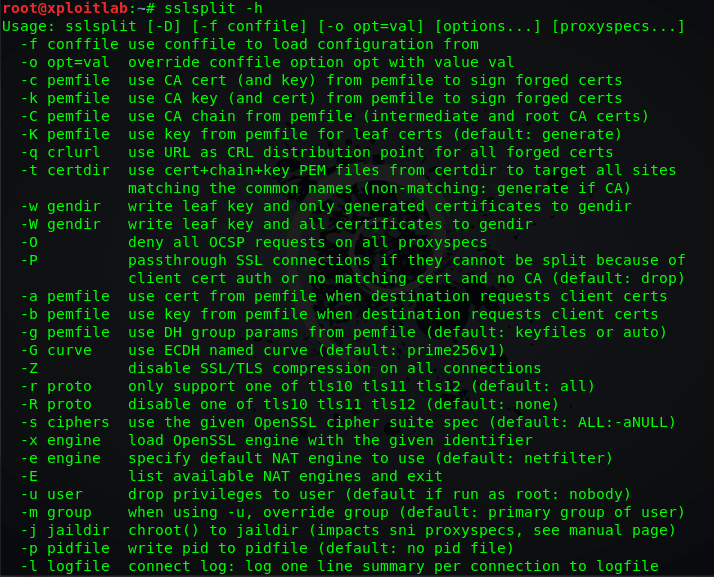 root@xploitlab:~# sslsplit -h
Usage: sslsplit [-D] [-f conffile] [-o opt=val] [options...] [proxyspecs...]
  -f conffile use conffile to load configuration from
  -o opt=val  override conffile option opt with value val
  -c pemfile  use CA cert (and key) from pemfile to sign forged certs
  -k pemfile  use CA key (and cert) from pemfile to sign forged certs
  -C pemfile  use CA chain from pemfile (intermediate and root CA certs)
  -K pemfile  use key from pemfile for leaf certs (default: generate)
  -q crlurl   use URL as CRL distribution point for all forged certs
  -t certdir  use cert+chain+key PEM files from certdir to target all sites
              matching the common names (non-matching: generate if CA)
  -w gendir   write leaf key and only generated certificates to gendir
  -W gendir   write leaf key and all certificates to gendir
  -O          deny all OCSP requests on all proxyspecs
  -P          passthrough SSL connections if they cannot be split because of
              client cert auth or no matching cert and no CA (default: drop)
  -a pemfile  use cert from pemfile when destination requests client certs
  -b pemfile  use key from pemfile when destination requests client certs
  -g pemfile  use DH group params from pemfile (default: keyfiles or auto)
  -G curve    use ECDH named curve (default: prime256v1)
  -Z          disable SSL/TLS compression on all connections
  -r proto    only support one of tls10 tls11 tls12 (default: all)
  -R proto    disable one of tls10 tls11 tls12 (default: none)
  -s ciphers  use the given OpenSSL cipher suite spec (default: ALL:-aNULL)
  -x engine   load OpenSSL engine with the given identifier
  -e engine   specify default NAT engine to use (default: netfilter)
  -E          list available NAT engines and exit
  -u user     drop privileges to user (default if run as root: nobody)
  -m group    when using -u, override group (default: primary group of user)
  -j jaildir  chroot() to jaildir (impacts sni proxyspecs, see manual page)
  -p pidfile  write pid to pidfile (default: no pid file)
  -l logfile  connect log: log one line summary per connection to logfile